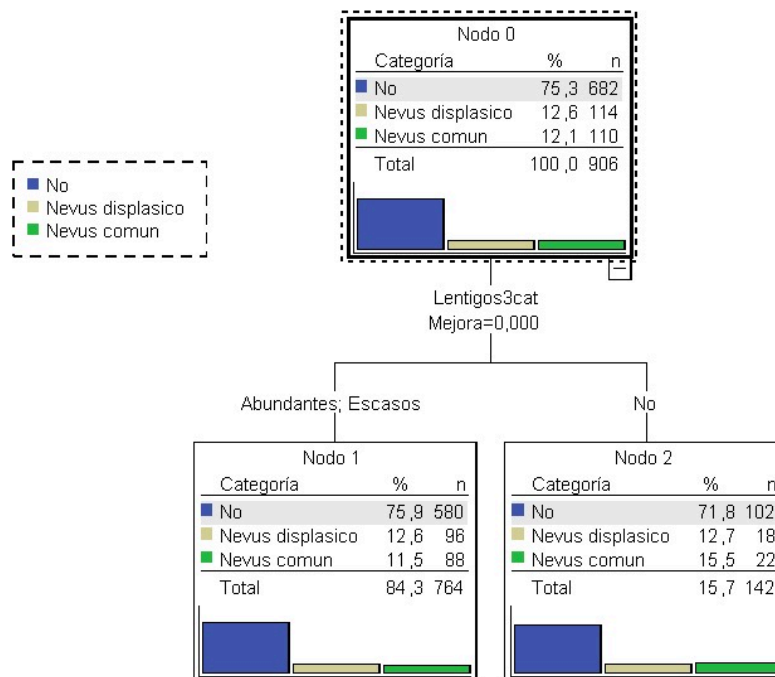 Nodo 0
Categoría % n
No 75,3 682
Nevus displasico 12,6 114
Nevus comun 12,1 110
Total 100,0 906
No
Nevus displasico
Nevus comun
Lentigos3cat
Mejora=0,000
Abundantes; Escasos
No
Nodo 1
Categoría % n
No 75,9 580
Nevus displasico 12,6 96
Nevus comun 11,5 88
Total 84,3 764
Nodo 2
Categoría % n
No 71,8 102
Nevus displasico 12,7 18
Nevus comun 15,5 22
Total 15,7 142